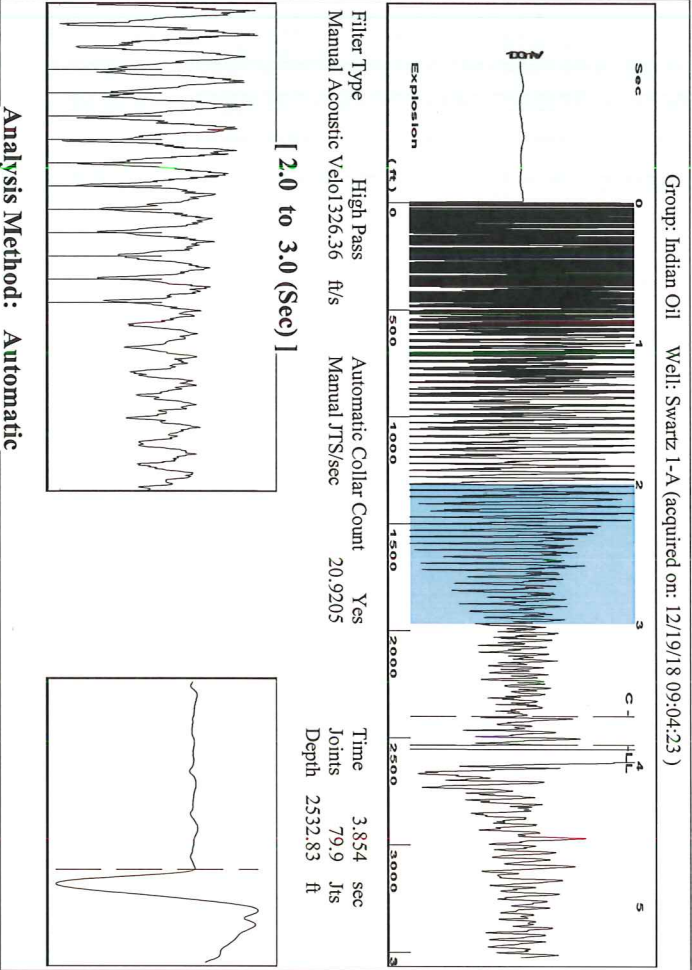 Group: Indian Oil Well: Swartz 1-A (acquired on: 12/19/18 09:04:23 )
Sec 0 1 2 3 C - -LL 4 5
100mV
Explosion
(ft) 0 500 1000 1500 2000 2500 3000 3
Filter Type High Pass Automatic Collar Count Yes Time 3.854 sec
Manual Acoustic Velo1326.36 ft/s Manual JTS/sec 20.9205 Joints 79.9 Jts
Depth 2532.83 ft
[ 2.0 to 3.0 (Sec) ]
Analysis Method: Automatic